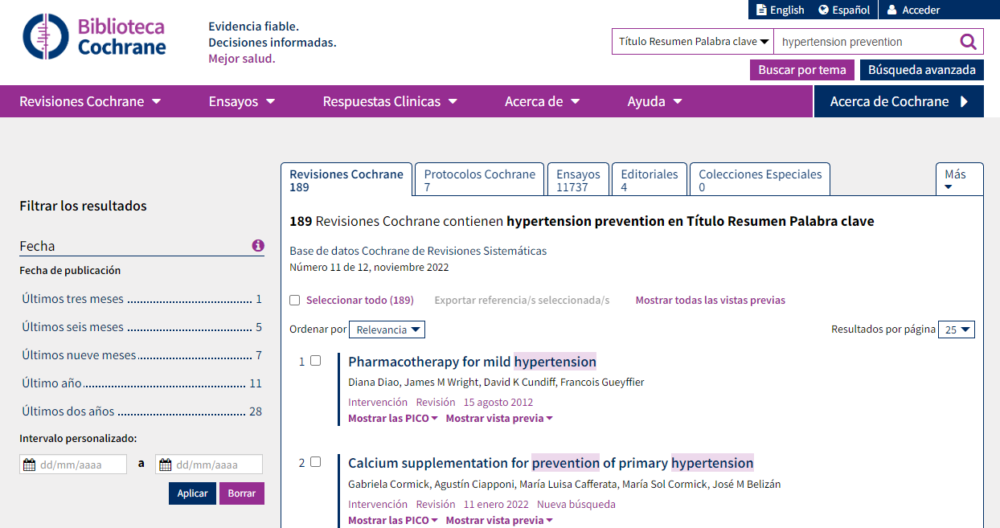 English Español Acceder
Biblioteca
Cochrane
Evidencia fiable.
Decisiones informadas.
Mejor salud.
Título Resumen Palabra clave hypertension prevention
Buscar por tema Búsqueda avanzada
Revisiones Cochrane Ensayos Respuestas Clinicas Acerca de Ayuda Acerca de Cochrane
Filtrar los resultados
Fecha
Fecha de publicación
Últimos tres meses 1
Últimos seis meses 5
Últimos nueve meses 7
Último año 11
Últimos dos años 28
Intervalo personalizado:
dd/mm/aaaa a dd/mm/aaaa
Aplicar Borrar
Revisiones Cochrane
189
Protocolos Cochrane
7
Ensayos
11737
Editoriales
4
Colecciones Especiales
0
Más
189 Revisiones Cochrane contienen hypertension prevention en Título Resumen Palabra clave
Base de datos Cochrane de Revisiones Sistemáticas
Número 11 de 12, noviembre 2022
Seleccionar todo (189) Exportar referencia/s seleccionada/s Mostrar todas las vistas previas
Ordenar por Relevancia Resultados por página 25
1 Pharmacotherapy for mild hypertension
Diana Diao, James M Wright, David K Cundiff, Francois Gueyffier
Intervención Revisión 15 agosto 2012
Mostrar las PICO Mostrar vista previa
2 Calcium supplementation for prevention of primary hypertension
Gabriela Cormick, Agustín Ciapponi, María Luisa Cafferata, María Sol Cormick, José M Belizán
Intervención Revisión 11 enero 2022 Nueva búsqueda
Mostrar las PICO Mostrar vista previa